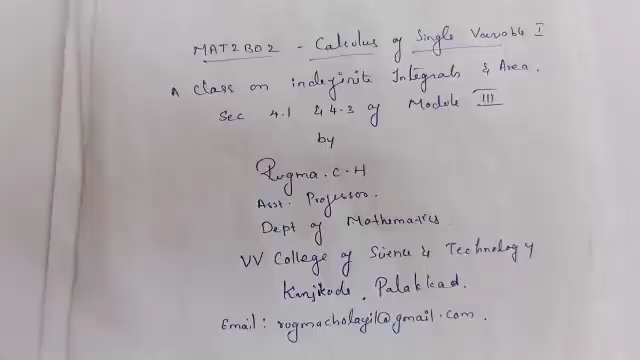 MAT2B02 - Calculus of Single Variable I
A class on indefinite Integrals & Area.
Sec 4.1 & 4.3 of Module III
by
Rugma. C. H
Asst. Professor.
Dept of Mathematics.
VV College of Science & Technology
Kanjikode, Palakkad.
Email: rugmacholayil@gmail.com.